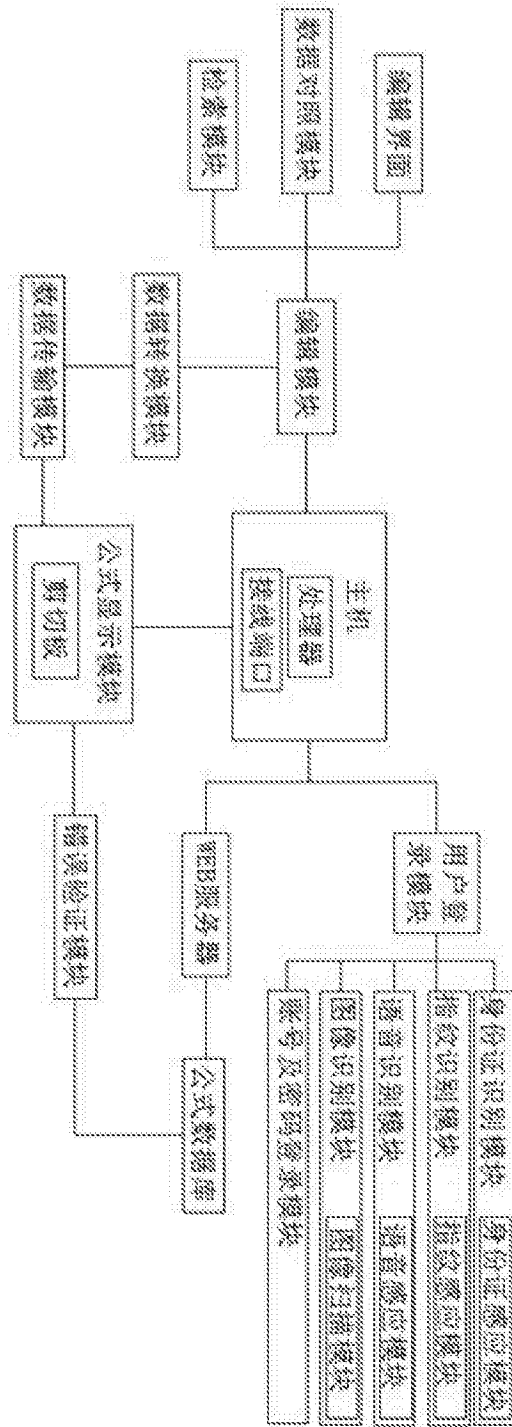 编辑界面
数据对照模块
检索模块
编辑模块
数据转换模块
数据传输模块
主机
处理器
接线端口
公式显示模块
剪切板
用户登
录模块
WEB服务器
公式数据库
错误验证模块
身份证识别模块
身份证感应模块
指纹识别模块
指纹感应模块
语音识别模块
语音感应模块
图像识别模块
图像扫描模块
账号及密码登录模块